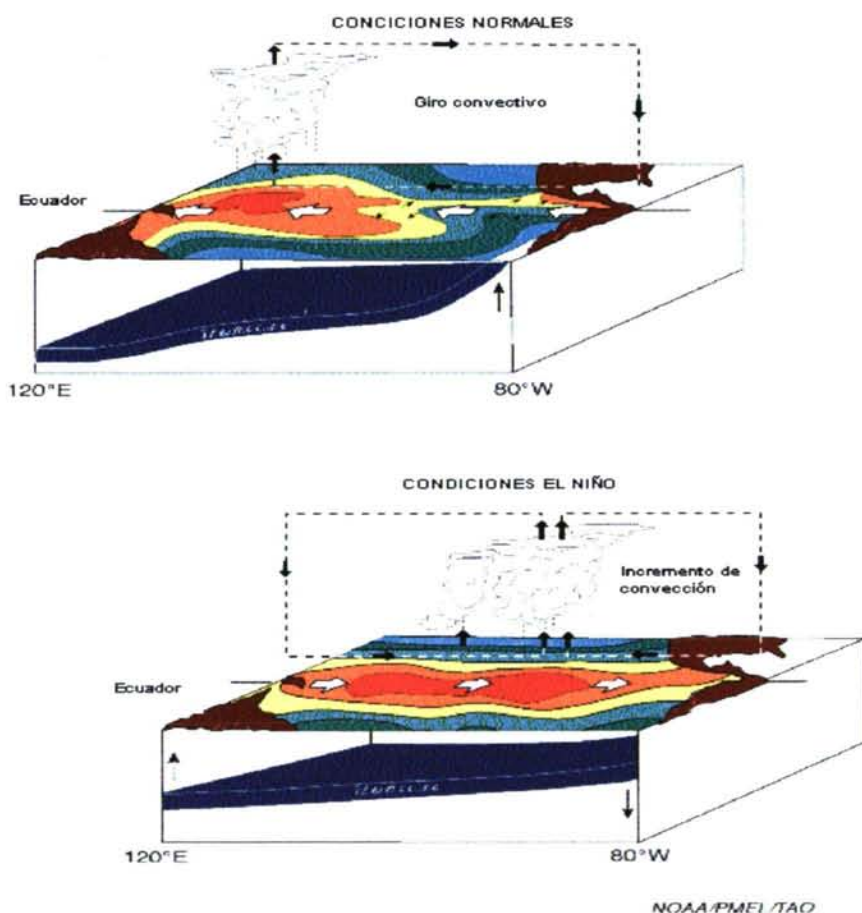 CONCICIONES NORMALES
Giro convectivo
Ecuador
120°E
80°W
CONDICIONES EL NIÑO
Incremento de
convección
Ecuador
120°E
80°W
NOAA/PMEL/TAO